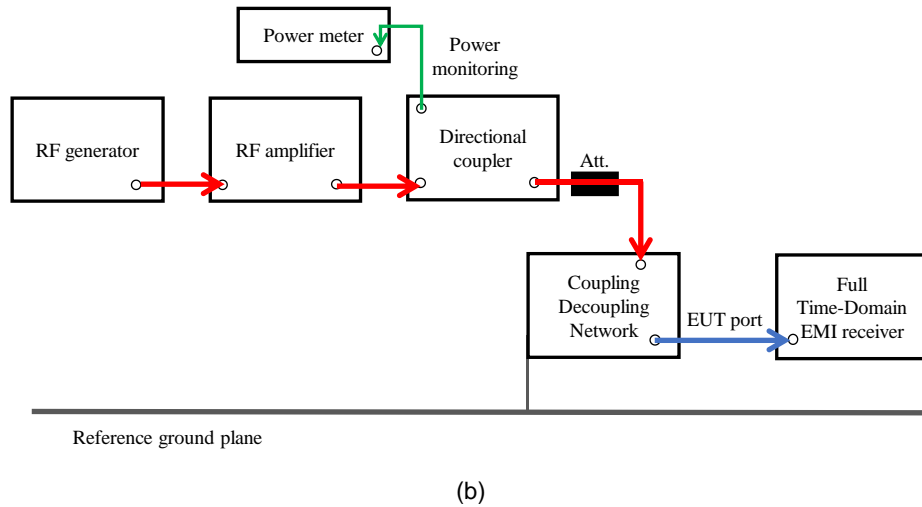 Power meter
Power
monitoring
RF generator
RF amplifier
Directional
coupler
Att.
Coupling
Decoupling
Network
EUT port
Full
Time-Domain
EMI receiver
Reference ground plane
(b)